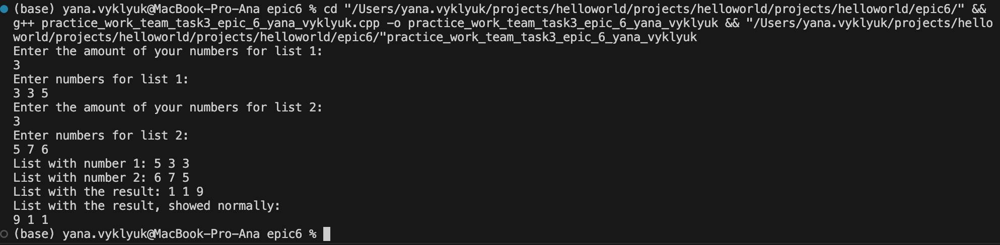 (base) yana.vyklyuk@MacBook-Pro-Ana epic6 % cd "/Users/yana.vyklyuk/projects/helloworld/projects/helloworld/projects/helloworld/epic6/" &&
g++ practice_work_team_task3_epic_6_yana_vyklyuk.cpp -o practice_work_team_task3_epic_6_yana_vyklyuk && "/Users/yana.vyklyuk/projects/hello
world/projects/helloworld/projects/helloworld/epic6/"practice_work_team_task3_epic_6_yana_vyklyuk
Enter the amount of your numbers for list 1:
3
Enter numbers for list 1:
3 3 5
Enter the amount of your numbers for list 2:
3
Enter numbers for list 2:
5 7 6
List with number 1: 5 3 3
List with number 2: 6 7 5
List with the result: 1 1 9
List with the result, showed normally:
9 1 1
(base) yana.vyklyuk@MacBook-Pro-Ana epic6 %